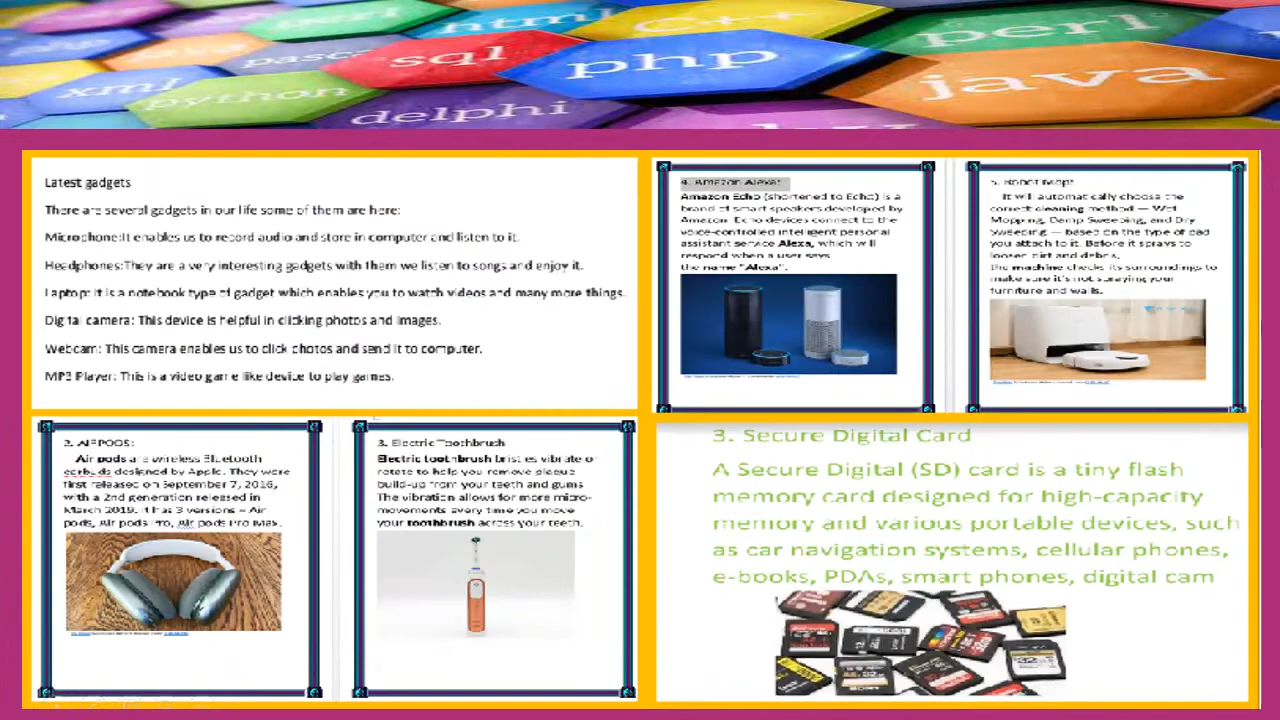 html
C++
perl
php
pascal
sql
php
java
xml
python
delphi
Latest gadgets
There are several gadgets in our life some of them are here:
Microphone:It enables us to record audio and store in computer and listen to it.
Headphones:They are a very interesting gadgets with them we listen to songs and enjoy it.
Laptop: It is a notebook type of gadget which enables you to watch videos and many more things.
Digital camera: This device is helpful in clicking photos and images.
Webcam: This camera enables us to click photos and send it to computer.
MP3 Player: This is a video game like device to play games.
4. Amazon Alexa:
Amazon Echo (shortened to Echo) is a
brand of smart speakers developed by
Amazon. Echo devices connect to the
voice-controlled intelligent personal
assistant service Alexa, which will
respond when a user says
the name "Alexa".
5. Robot Mop:
It will automatically choose the
correct cleaning method — Wet
Mopping, Damp Sweeping, and Dry
Sweeping — based on the type of pad
you attach to it. Before it sprays to
loosen dirt and debris,
the machine checks its surroundings to
make sure it's not spraying your
furniture and walls.
2. AIRPODS:
Air pods are wireless Bluetooth
earbuds designed by Apple. They were
first released on September 7, 2016,
with a 2nd generation released in
March 2019. It has 3 versions – Air
pods, Air pods Pro, Air pods Pro Max.
3. Electric Toothbrush
Electric toothbrush bristles vibrate or
rotate to help you remove plaque
build-up from your teeth and gums.
The vibration allows for more micro-
movements every time you move
your toothbrush across your teeth.
3. Secure Digital Card
A Secure Digital (SD) card is a tiny flash
memory card designed for high-capacity
memory and various portable devices, such
as car navigation systems, cellular phones,
e-books, PDAs, smart phones, digital cam